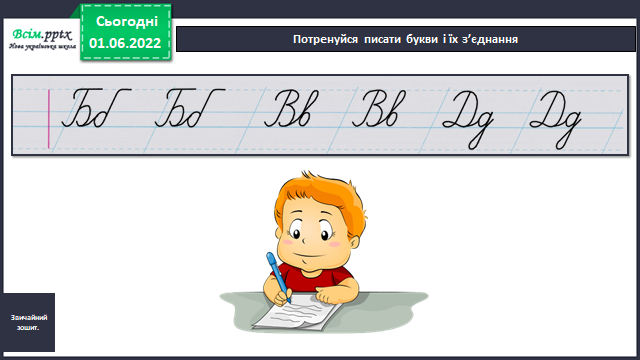 Всім.pptx
Нова українська школа
Сьогодні
01.06.2022
Потренуйся писати букви і їх з’єднання
Бб Бб Вв Вв Дд Дд
Звичайний
зошит.